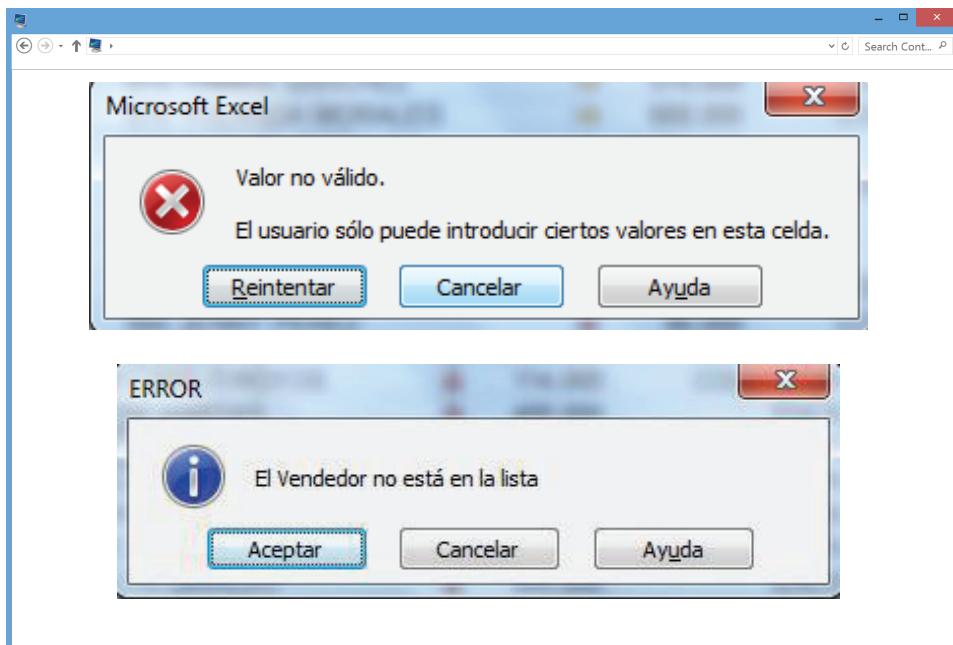 Search Cont...
Microsoft Excel
Valor no válido.
El usuario sólo puede introducir ciertos valores en esta celda.
Reintentar Cancelar Ayuda
ERROR
El Vendedor no está en la lista
Aceptar Cancelar Ayuda